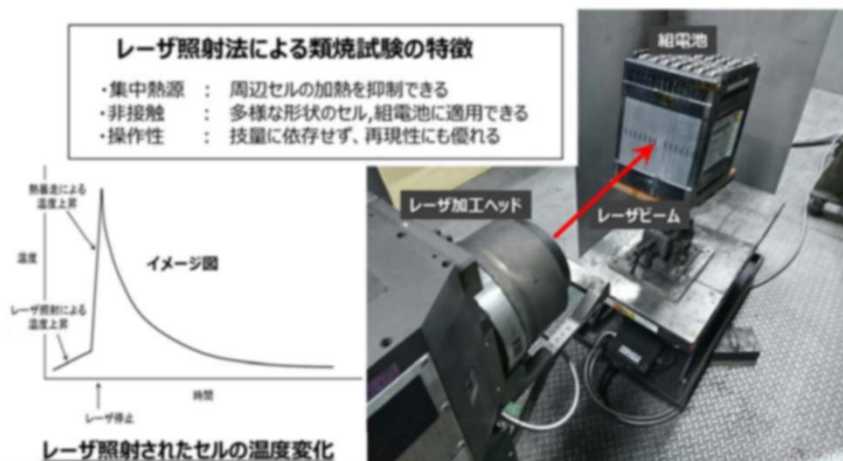 レーザ照射法による類焼試験の特徴
・集中熱源 : 周辺セルの加熱を抑制できる
・非接触 : 多様な形状のセル,組電池に適用できる
・操作性 : 技量に依存せず、再現性にも優れる
組電池
レーザ加工ヘッド
レーザビーム
熱暴走による
温度上昇
温度
イメージ図
レーザ照射による
温度上昇
時間
レーザ停止
レーザ照射されたセルの温度変化